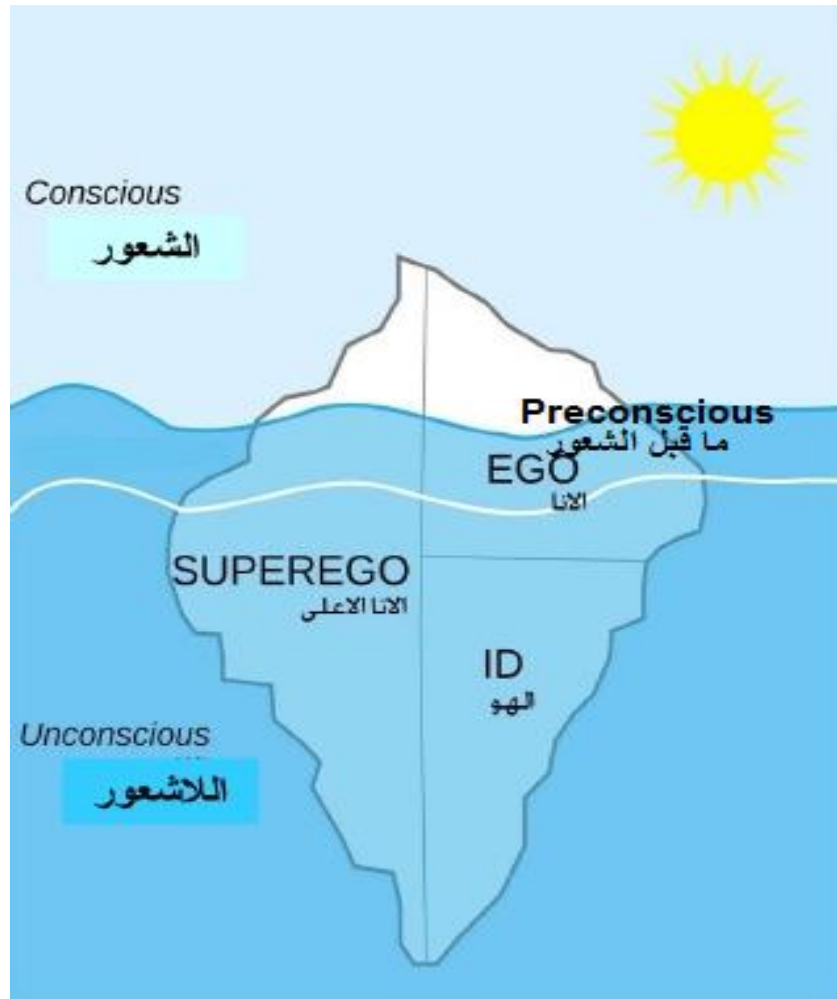 Conscious
الشعور
Preconscious
ما قبل الشعور
EGO
الانا
SUPEREGO
الانا الاعلى
ID
الهو
Unconscious
اللاشعور